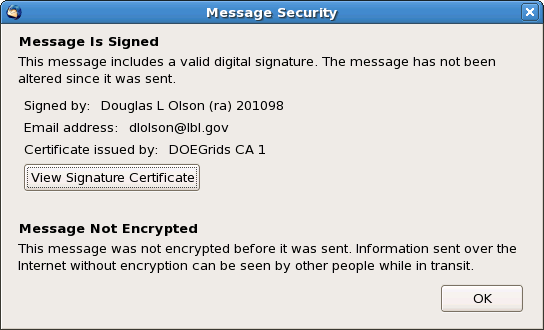 Message Security
Message Is Signed
This message includes a valid digital signature. The message has not been
altered since it was sent.
Signed by: Douglas L Olson (ra) 201098
Email address: dlolson@lbl.gov
Certificate issued by: DOEGrids CA 1
View Signature Certificate
Message Not Encrypted
This message was not encrypted before it was sent. Information sent over the
Internet without encryption can be seen by other people while in transit.
OK